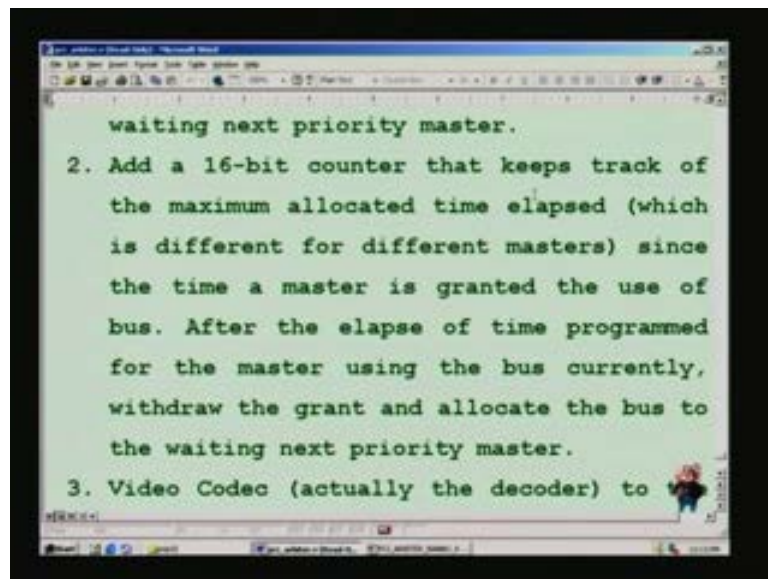 waiting next priority master.
2. Add a 16-bit counter that keeps track of
the maximum allocated time elapsed (which
is different for different masters) since
the time a master is granted the use of
bus. After the elapse of time programmed
for the master using the bus currently,
withdraw the grant and allocate the bus to
the waiting next priority master.
3. Video Codec (actually the decoder) to